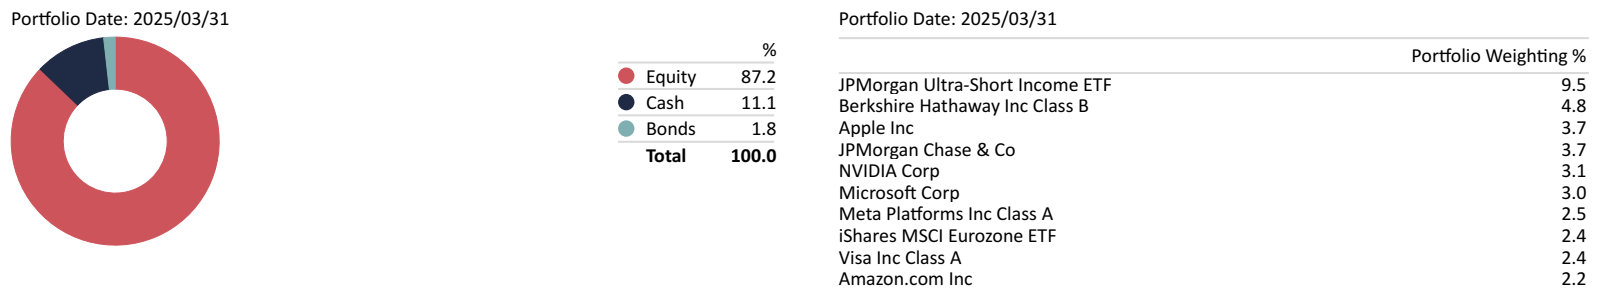 Portfolio Date: 2025/03/31
%
Equity 87.2
Cash 11.1
Bonds 1.8
Total 100.0
Portfolio Date: 2025/03/31
Portfolio Weighting %
JPMorgan Ultra-Short Income ETF 9.5
Berkshire Hathaway Inc Class B 4.8
Apple Inc 3.7
JPMorgan Chase & Co 3.7
NVIDIA Corp 3.1
Microsoft Corp 3.0
Meta Platforms Inc Class A 2.5
iShares MSCI Eurozone ETF 2.4
Visa Inc Class A 2.4
Amazon.com Inc 2.2